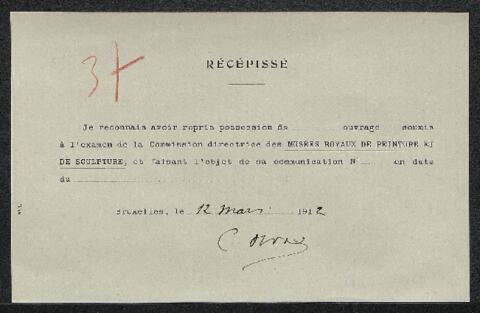 37
RÉCÉPISSÉ
Je reconnais avoir repris possession de ouvrage soumis
à l'examen de la Commission directrice des MUSÉES ROYAUX DE PEINTURE ET
DE SCULPTURE, et faisant l'objet de sa communication N en date
du
Bruxelles, le 12 Mars 1912